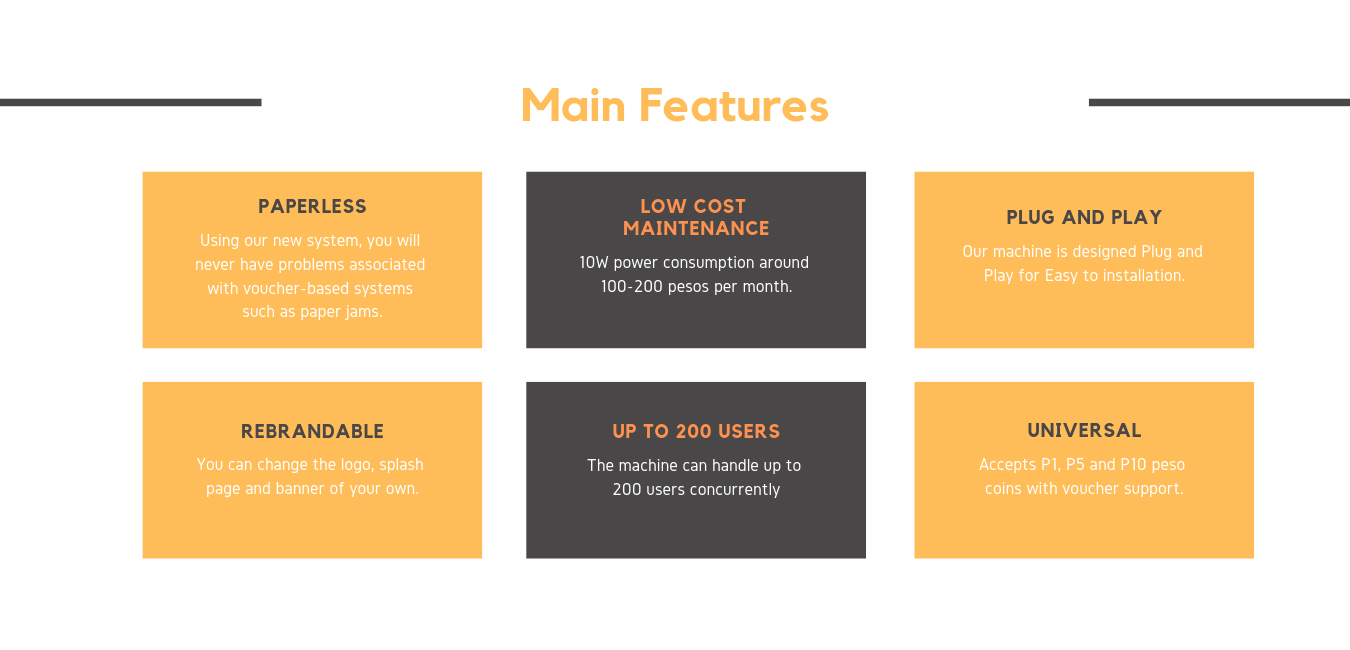 Main Features
PAPERLESS
Using our new system, you will
never have problems associated
with voucher-based systems
such as paper jams.
LOW COST
MAINTENANCE
10W power consumption around
100-200 pesos per month.
PLUG AND PLAY
Our machine is designed Plug and
Play for Easy to installation.
REBRANDABLE
You can change the logo, splash
page and banner of your own.
UP TO 200 USERS
The machine can handle up to
200 users concurrently
UNIVERSAL
Accepts P1, P5 and P10 peso
coins with voucher support.